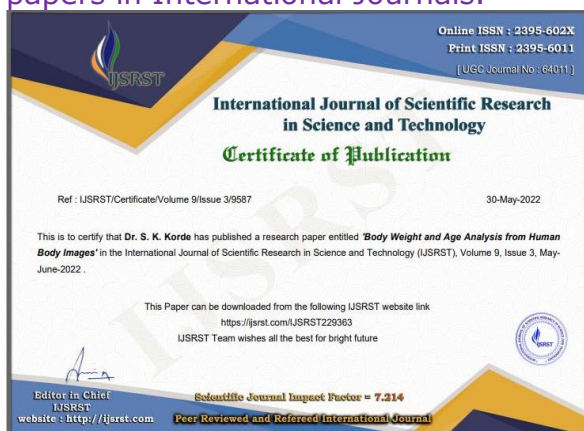 papers in International Journals.
Online ISSN : 2395-602X
Print ISSN : 2395-6011
[ UGC Journal No : 64011 ]
IJSRST
International Journal of Scientific Research
in Science and Technology
Certificate of Publication
Ref : IJSRST/Certificate/Volume 9/Issue 3/9587
30-May-2022
This is to certify that Dr. S. K. Korde has published a research paper entitled 'Body Weight and Age Analysis from Human
Body Images' in the International Journal of Scientific Research in Science and Technology (IJSRST), Volume 9, Issue 3, May-
June-2022 .
This Paper can be downloaded from the following IJSRST website link
https://ijsrst.com/IJSRST229363
IJSRST Team wishes all the best for bright future
IJSRST
Editor in Chief
IJSRST
website : http://ijsrst.com
Scientific Journal Impact Factor = 7.214
Peer Reviewed and Refereed International Journal